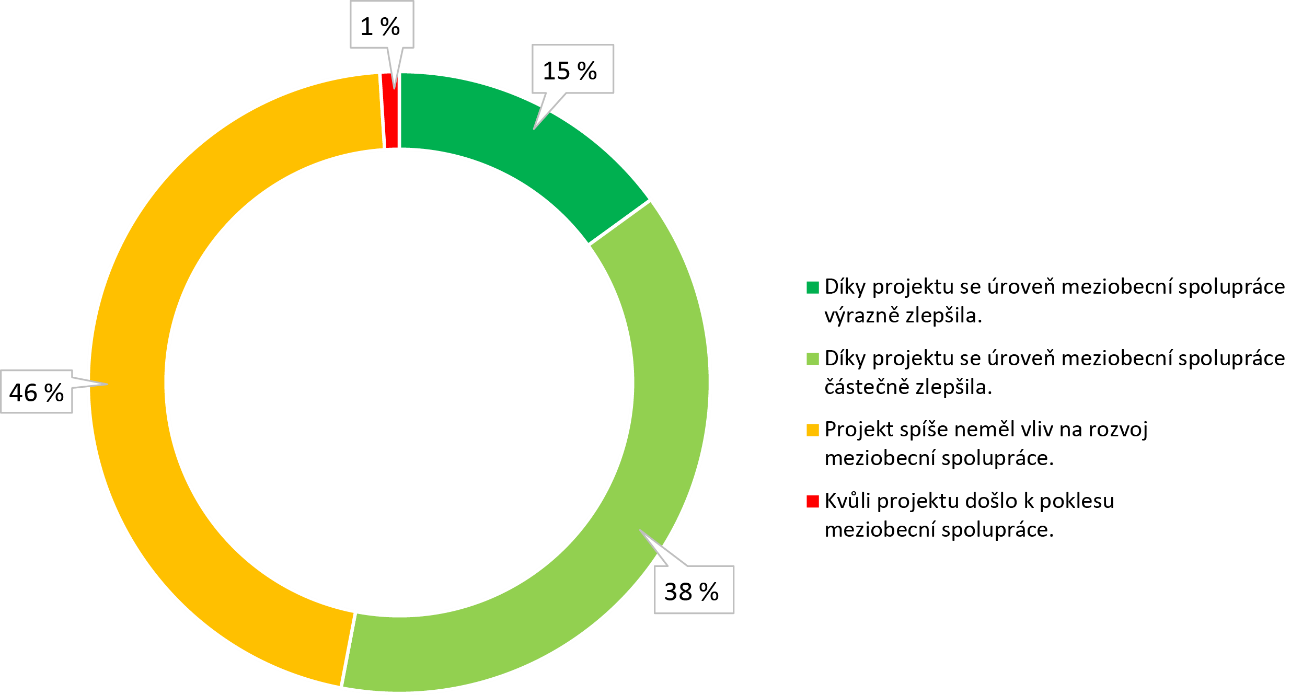 1 %
15 %
46 %
38 %
Díky projektu se úroveň meziobecní spolupráce
výrazně zlepšila.
Díky projektu se úroveň meziobecní spolupráce
částečně zlepšila.
Projekt spíše neměl vliv na rozvoj
meziobecní spolupráce.
Kvůli projektu došlo k poklesu
meziobecní spolupráce.